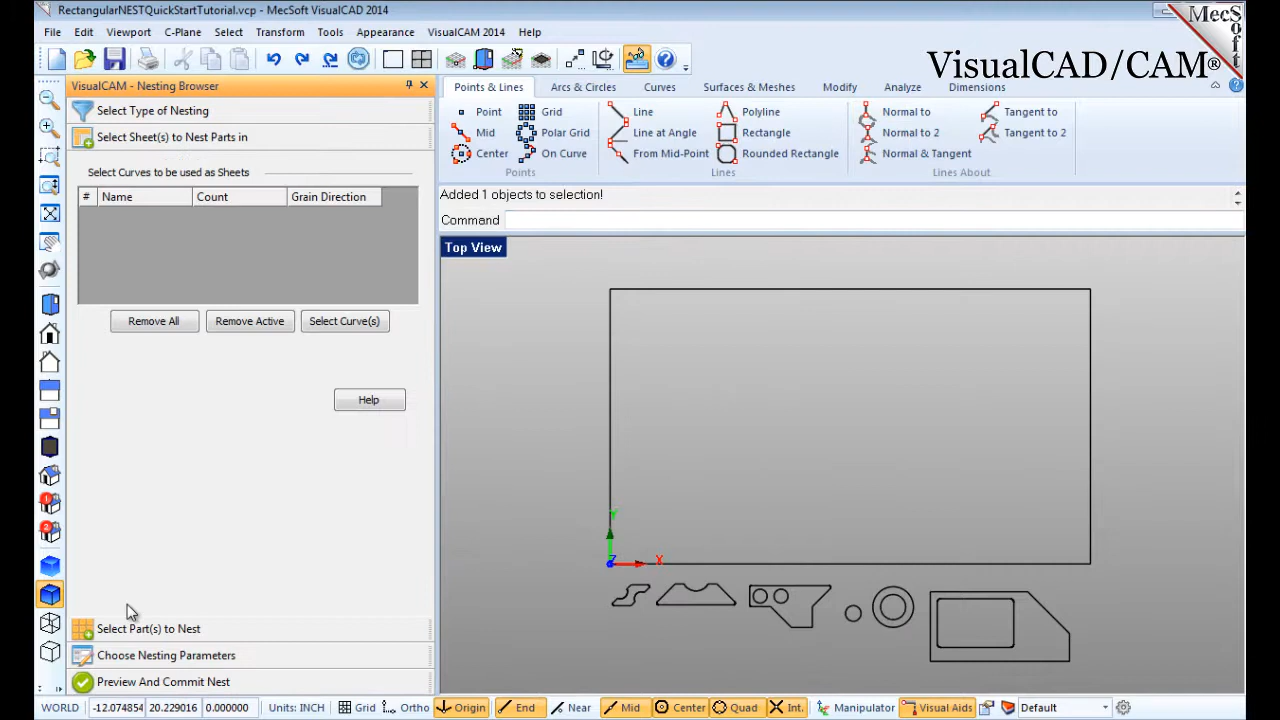 RectangularNESTQuickStartTutorial.vcp - MecSoft VisualCAD 2014
MecSoft
File Edit Viewport C-Plane Select Transform Tools Appearance VisualCAD 2014 Help
VisualCAD/CAM®
VisualCAM - Nesting Browser
Points & Lines Arcs & Circles Curves Surfaces & Meshes Modify Analyze Dimensions
Select Type of Nesting
Point Grid Line Polyline Normal to Tangent to
Select Sheet(s) to Nest Parts in
Mid Polar Grid Line at Angle Rectangle Normal to 2 Tangent to 2
Center On Curve From Mid-Point Rounded Rectangle Normal & Tangent
Select Curves to be used as Sheets
Points Lines Lines About
# Name Count Grain Direction
Added 1 objects to selection!
Command
Top View
Remove All Remove Active Select Curve(s)
Help
Y
Z X
1
2
Select Part(s) to Nest
Choose Nesting Parameters
Preview And Commit Nest
WORLD -12.074854 20.229016 0.000000 Units: INCH Grid Ortho Origin End Near Mid Center Quad Int. Manipulator Visual Aids Default